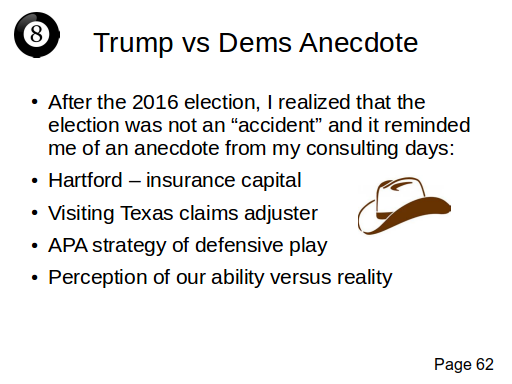 8
Trump vs Dems Anecdote
• After the 2016 election, I realized that the
election was not an “accident” and it reminded
me of an anecdote from my consulting days:
• Hartford – insurance capital
• Visiting Texas claims adjuster
• APA strategy of defensive play
• Perception of our ability versus reality
Page 62